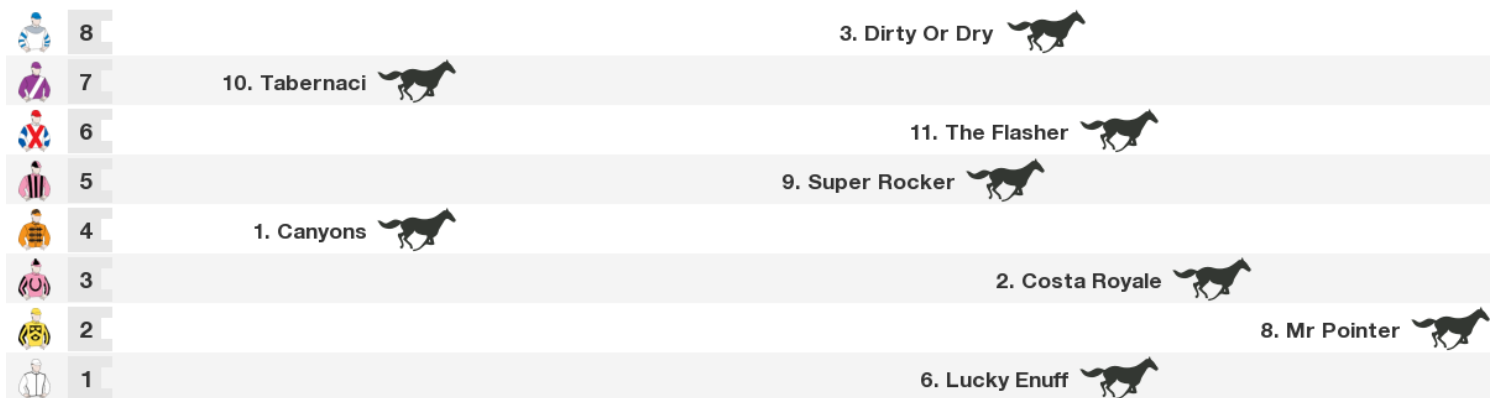 8 3. Dirty Or Dry
7 10. Tabernaci
6 11. The Flasher
5 9. Super Rocker
4 1. Canyons
3 2. Costa Royale
2 8. Mr Pointer
1 6. Lucky Enuff